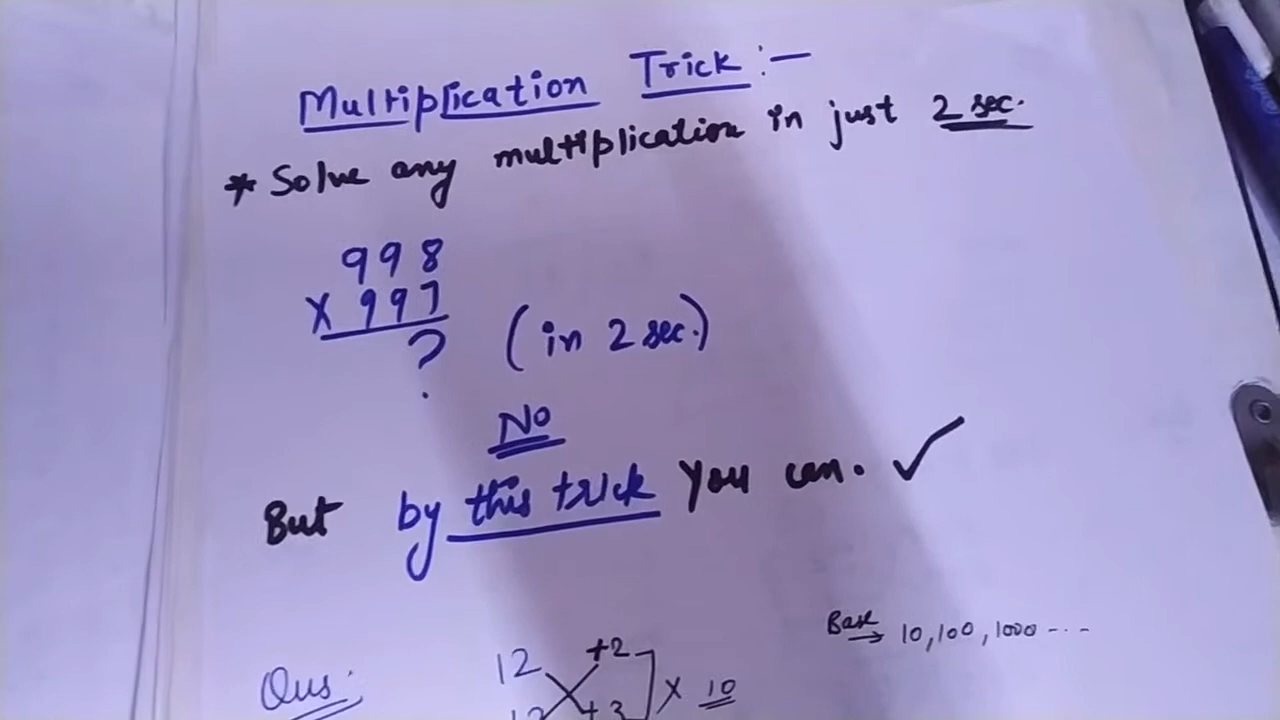 Multiplication Trick :-
* Solve any multiplication in just 2 sec.
998
X 997
? (in 2 sec.)
No
But by this trick you can. ✓
Base → 10, 100, 1000 ---
Ques:
12 +2
+3 X 10